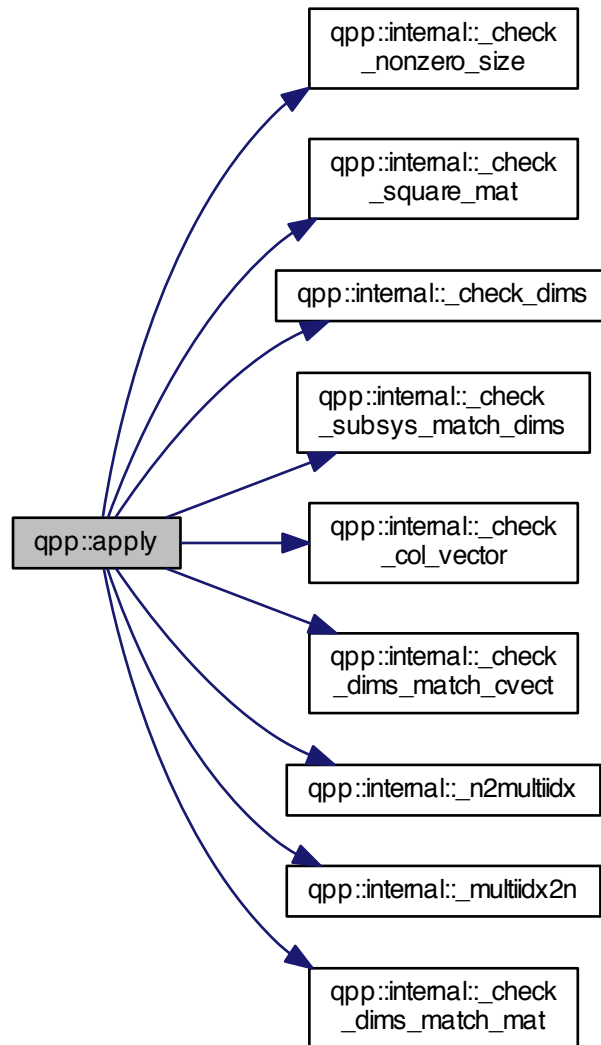 qpp::internal::_check
_nonzero_size
qpp::internal::_check
_square_mat
qpp::internal::_check_dims
qpp::internal::_check
_subsys_match_dims
qpp::apply
qpp::internal::_check
_col_vector
qpp::internal::_check
_dims_match_cvect
qpp::internal::_n2multiidx
qpp::internal::_multiidx2n
qpp::internal::_check
_dims_match_mat